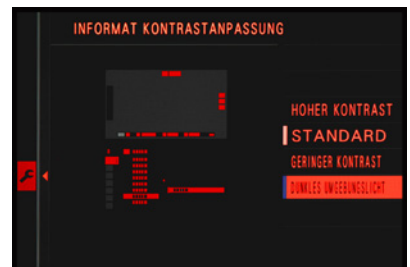 INFORMAT KONTRASTANPASSUNG
HOHER KONTRAST
STANDARD
GERINGER KONTRAST
DUNKLES UMGEBUNGSLICHT